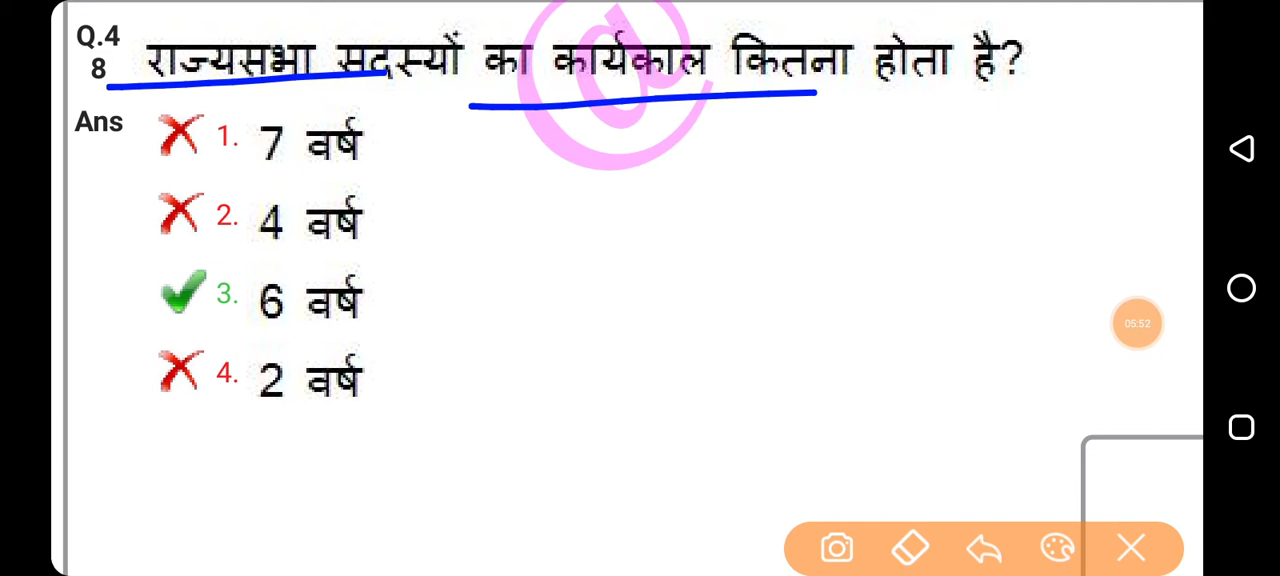 Q.48 राज्यसभा सदस्यों का कार्यकाल कितना होता है?
Ans
1. 7 वर्ष
2. 4 वर्ष
3. 6 वर्ष
4. 2 वर्ष
05:52
@